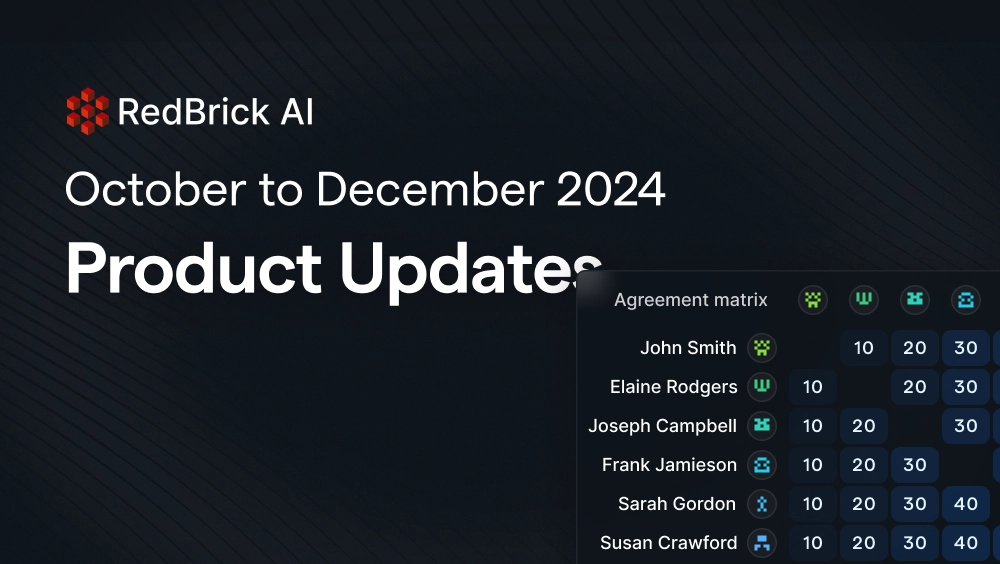 RedBrick AI
October to December 2024
Product Updates
Agreement matrix
John Smith 10 20 30
Elaine Rodgers 10 20 30
Joseph Campbell 10 20 30
Frank Jamieson 10 20 30
Sarah Gordon 10 20 30 40
Susan Crawford 10 20 30 40